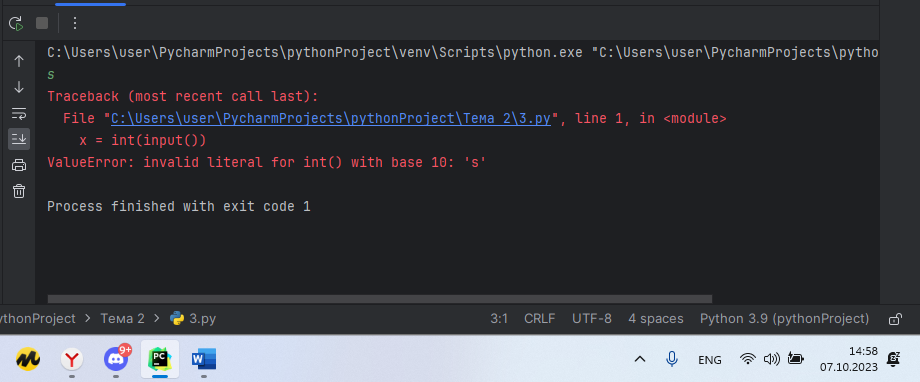 C:\Users\user\PycharmProjects\pythonProject\venv\Scripts\python.exe "C:\Users\user\PycharmProjects\pytho
s
Traceback (most recent call last):
  File "C:\Users\user\PycharmProjects\pythonProject\Тема 2\3.py", line 1, in <module>
    x = int(input())
ValueError: invalid literal for int() with base 10: 's'
Process finished with exit code 1
ythonProject > Тема 2 > 3.py 3:1 CRLF UTF-8 4 spaces Python 3.9 (pythonProject)
Y 9+ PC W ENG 14:58
07.10.2023